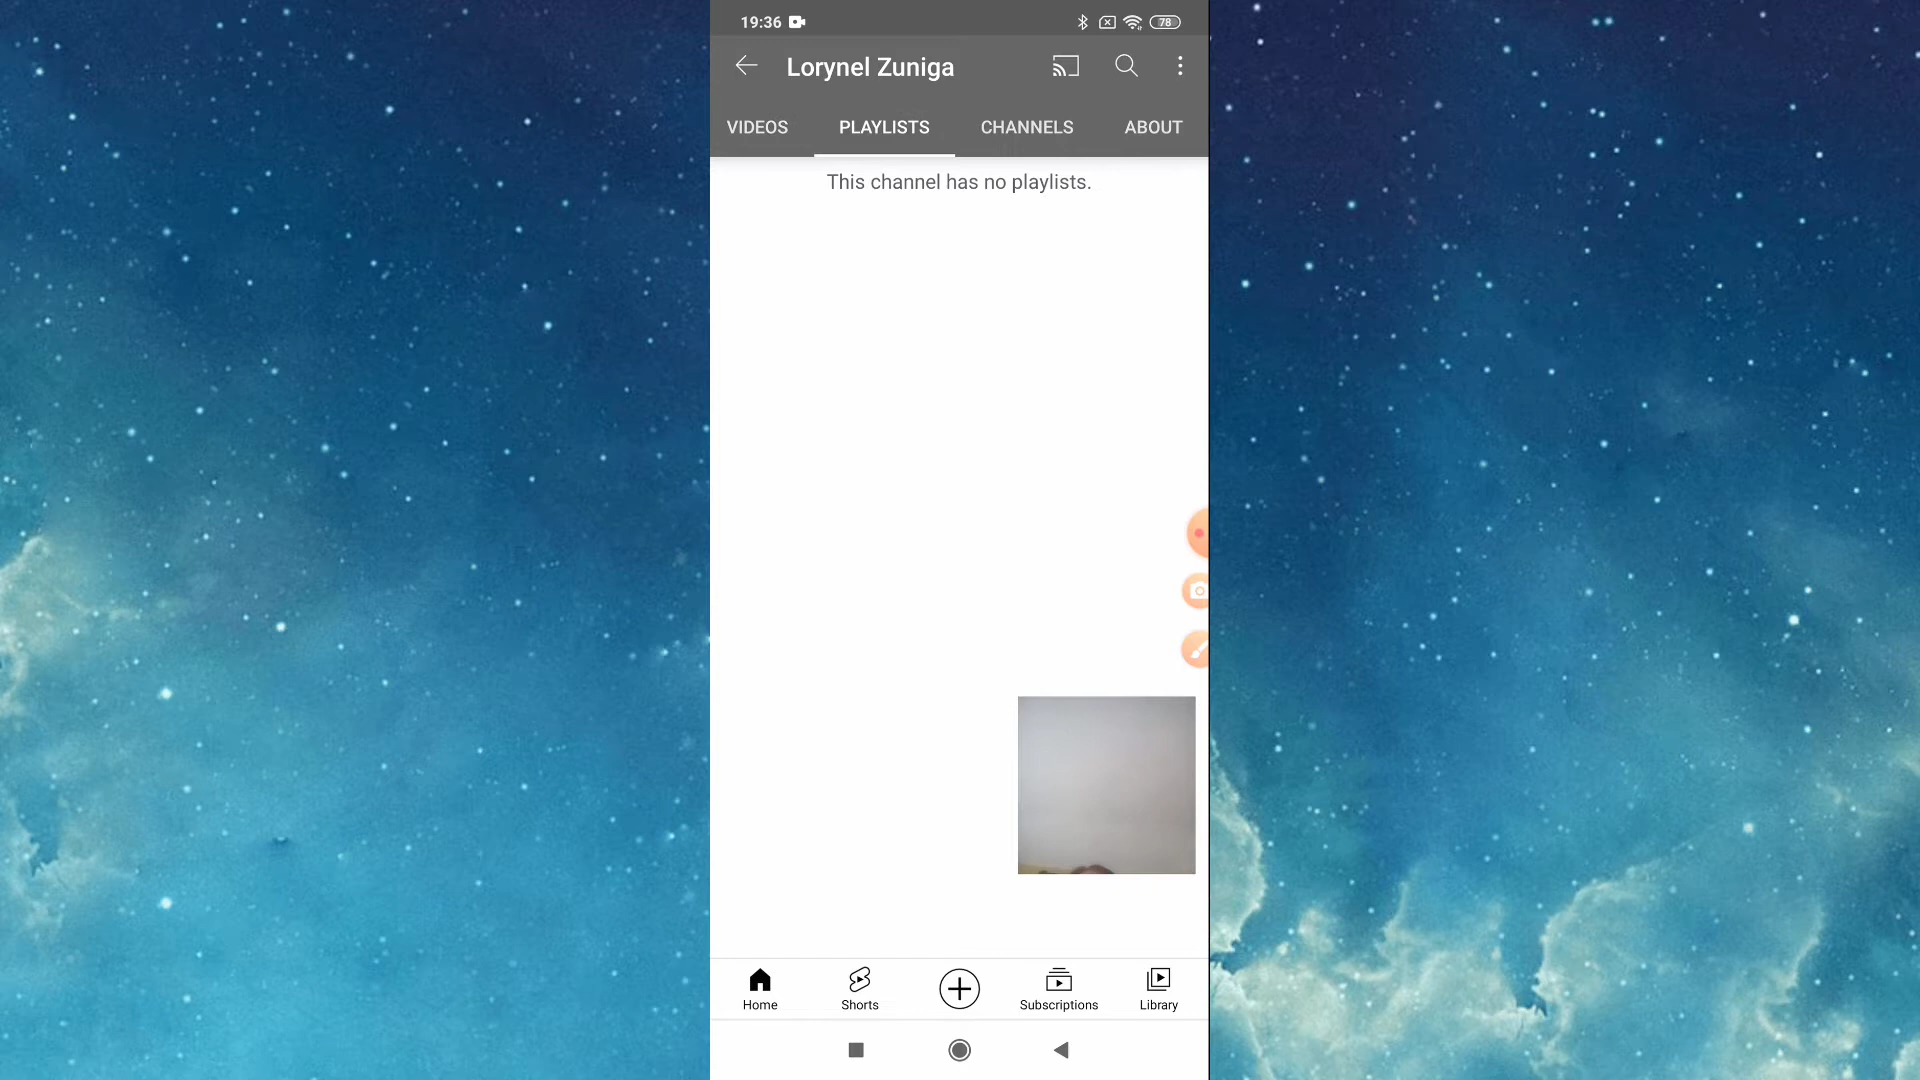 19:36
78
Lorynel Zuniga
VIDEOS PLAYLISTS CHANNELS ABOUT
This channel has no playlists.
Home Shorts Subscriptions Library